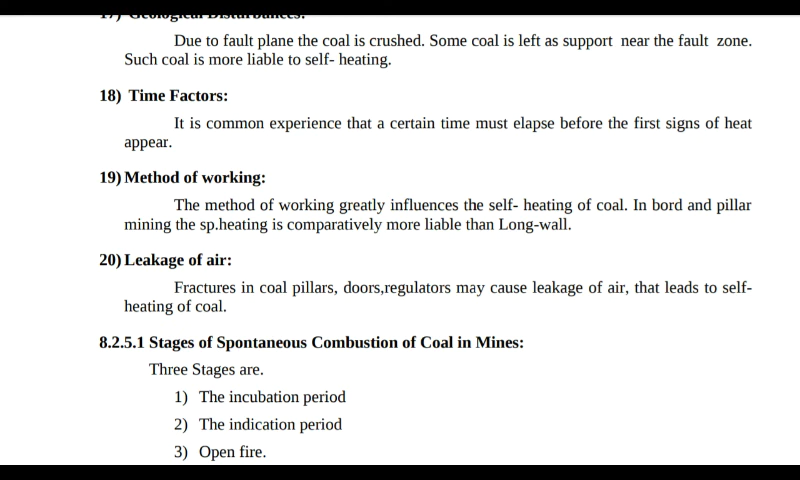 17) Geological Disturbances:
Due to fault plane the coal is crushed. Some coal is left as support near the fault zone.
Such coal is more liable to self- heating.
18) Time Factors:
It is common experience that a certain time must elapse before the first signs of heat
appear.
19) Method of working:
The method of working greatly influences the self- heating of coal. In bord and pillar
mining the sp.heating is comparatively more liable than Long-wall.
20) Leakage of air:
Fractures in coal pillars, doors,regulators may cause leakage of air, that leads to self-
heating of coal.
8.2.5.1 Stages of Spontaneous Combustion of Coal in Mines:
Three Stages are.
1) The incubation period
2) The indication period
3) Open fire.